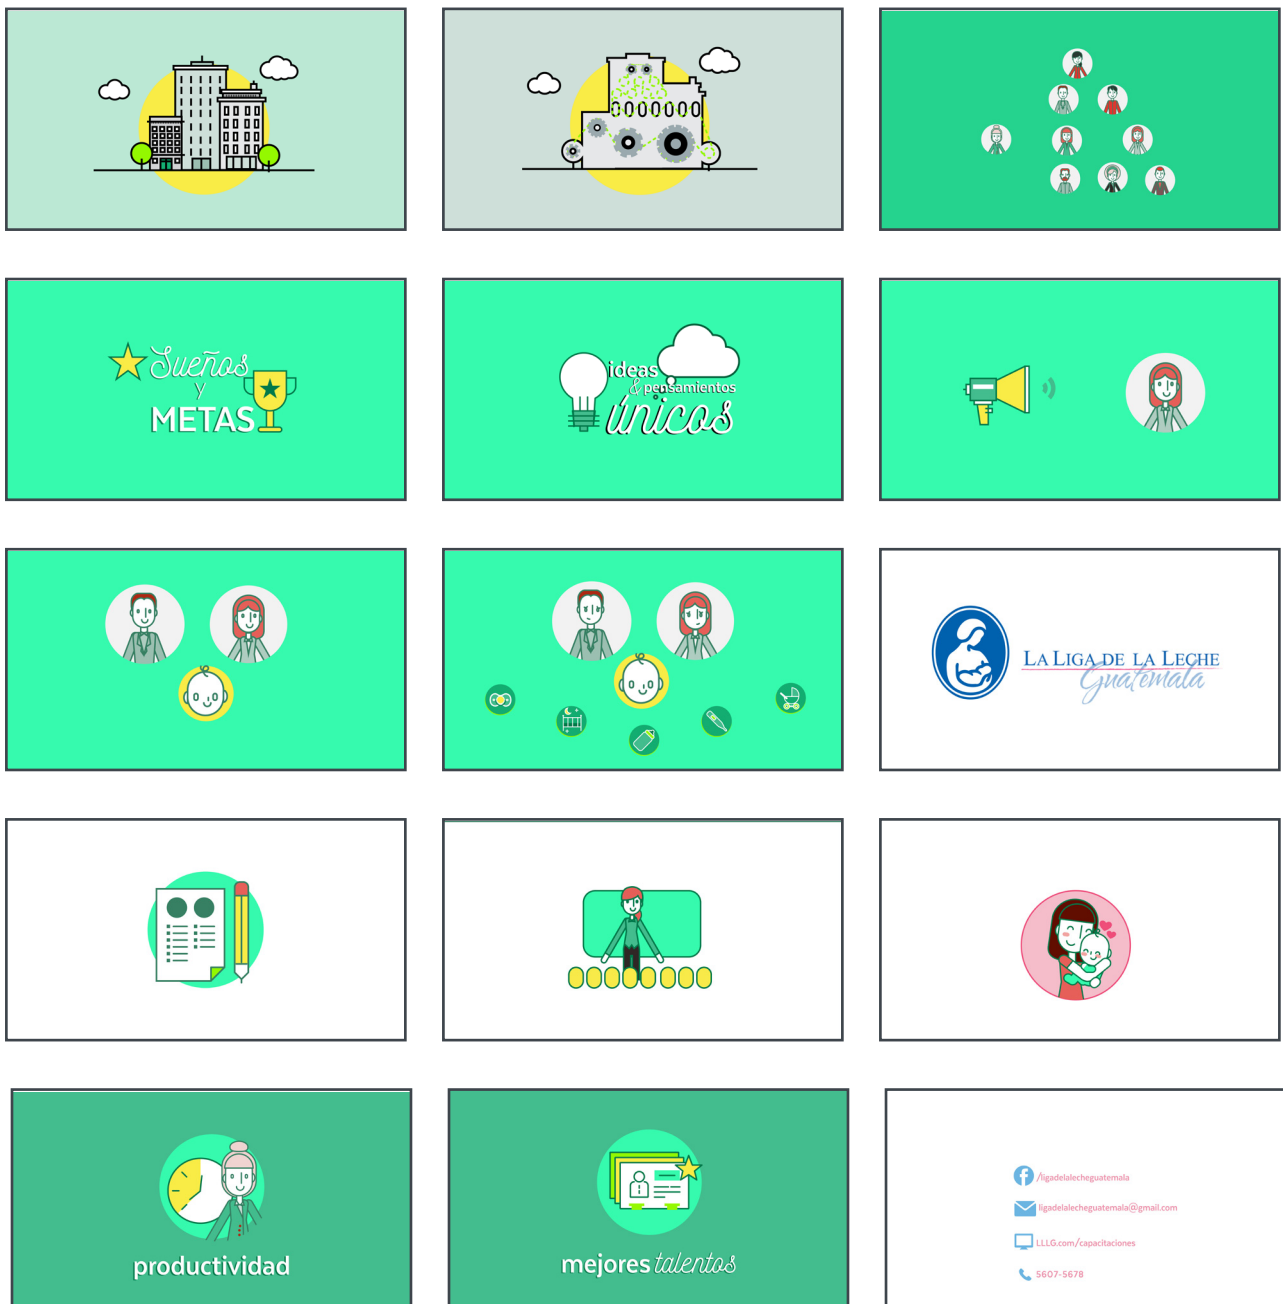 Sueños
y
METAS
ideas
& pensamientos
únicos
LA LIGA DE LA LECHE
Guatemala
productividad
mejores talentos
/ligadelalecheguatemala
ligadelalecheguatemala@gmail.com
LLLG.com/capacitaciones
5607-5678